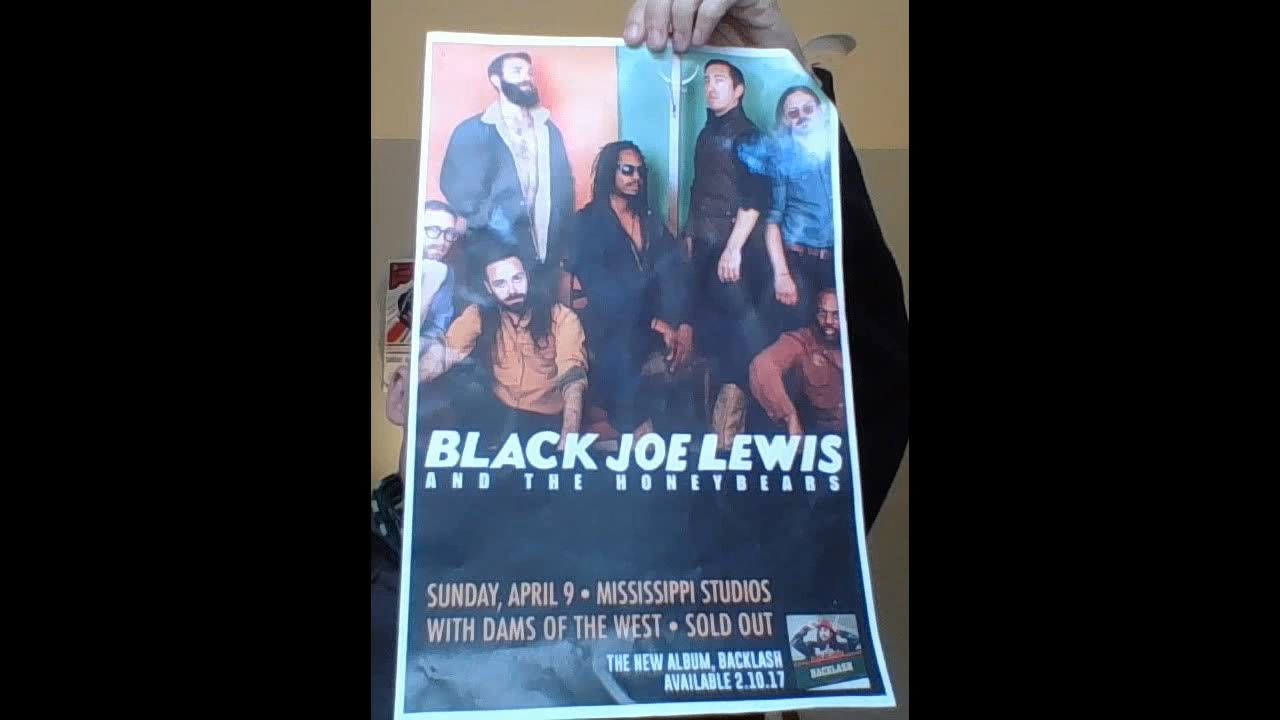 BLACK JOE LEWIS
AND THE HONEYBEARS
SUNDAY, APRIL 9 • MISSISSIPPI STUDIOS
WITH DAMS OF THE WEST • SOLD OUT
THE NEW ALBUM, BACKLASH
AVAILABLE 2.10.17
BACKLASH